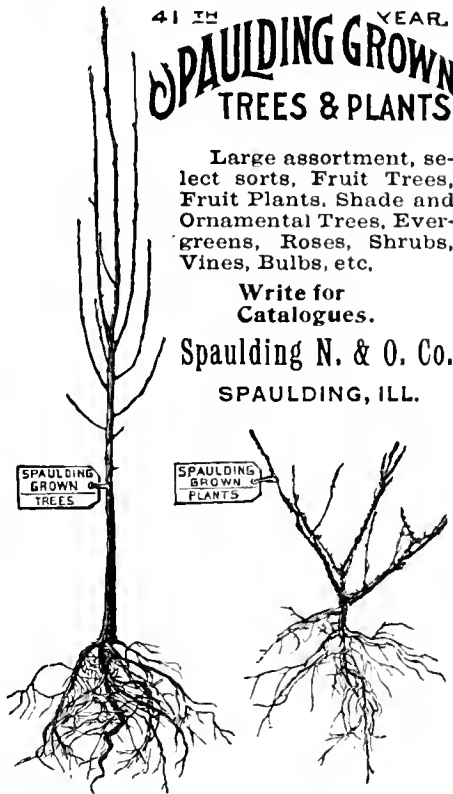 41 TH YEAR.
SPAULDING GROWN
TREES & PLANTS
Large assortment, se-
lect sorts, Fruit Trees,
Fruit Plants. Shade and
Ornamental Trees, Ever-
greens, Roses, Shrubs,
Vines, Bulbs, etc.
Write for
Catalogues.
Spaulding N. & O. Co.
SPAULDING, ILL.
SPAULDING
GROWN
TREES
SPAULDING
GROWN
PLANTS